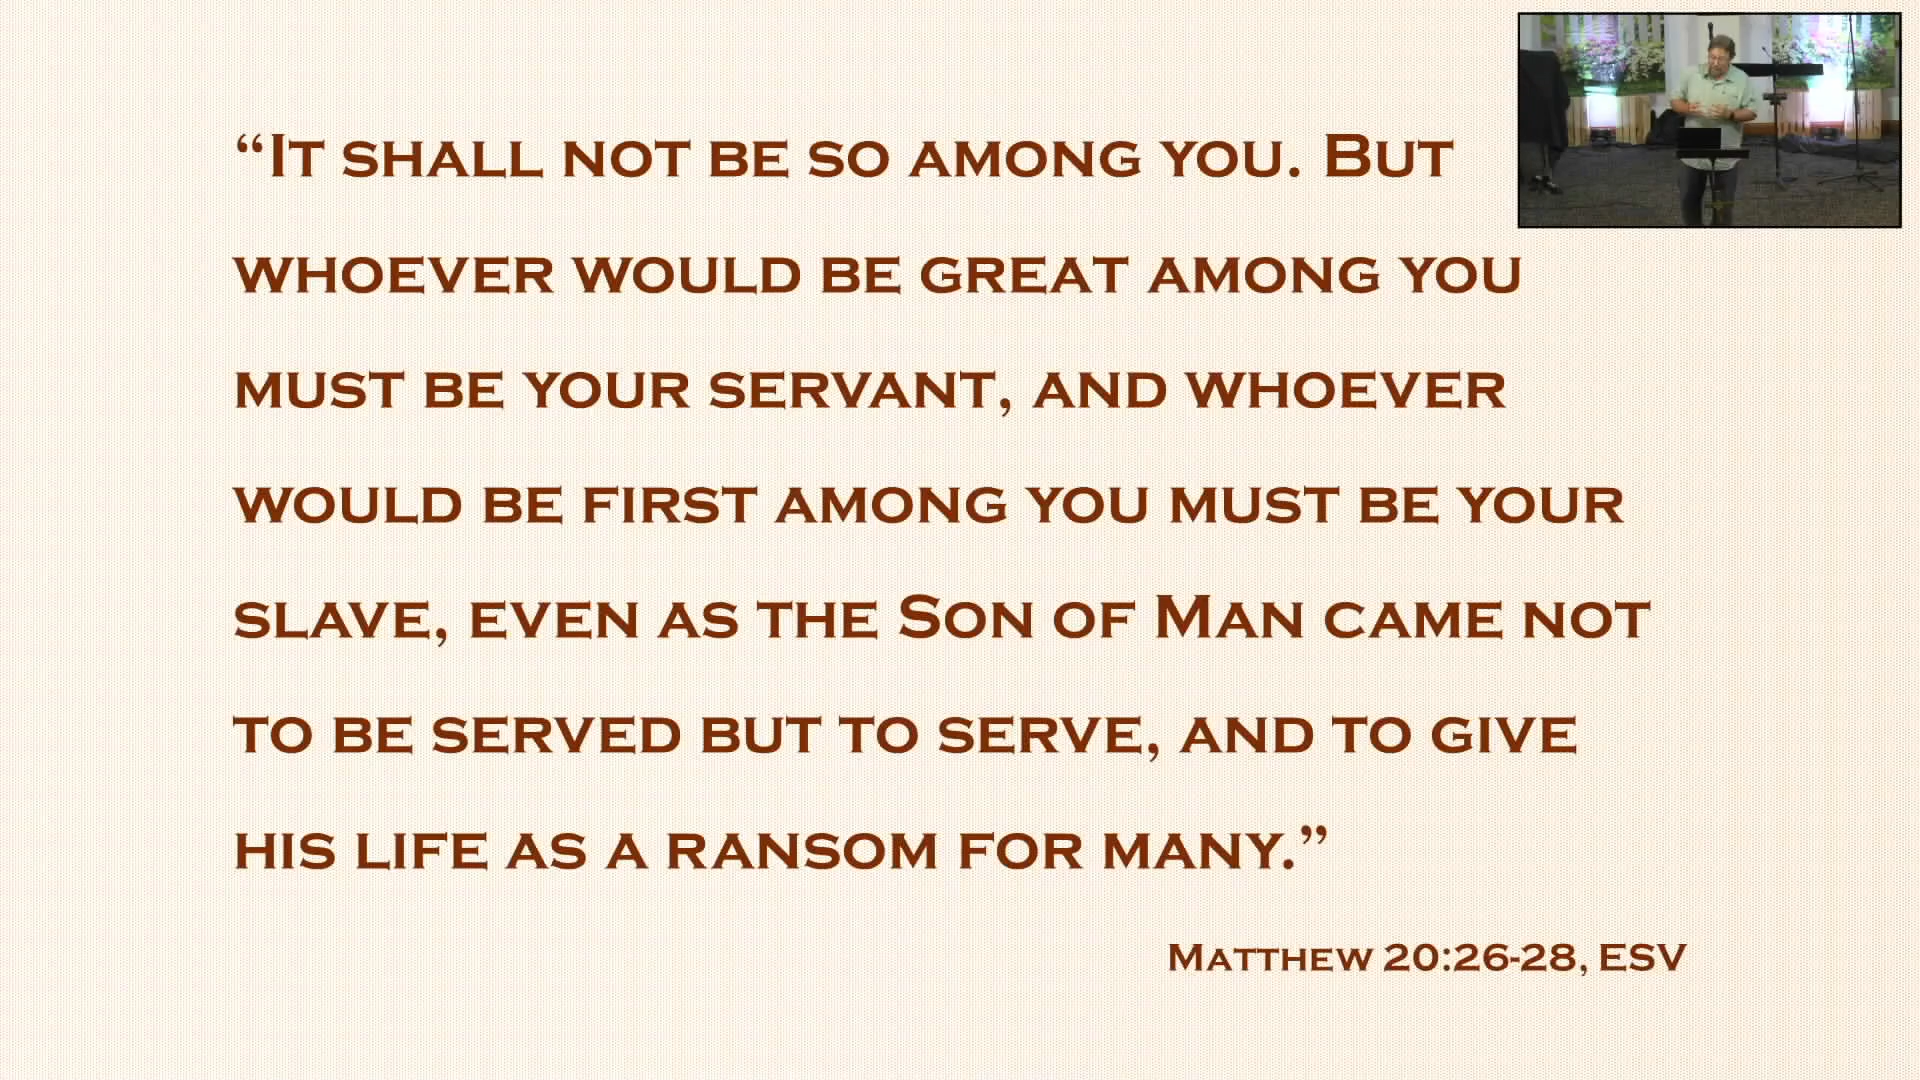 “It shall not be so among you. But
whoever would be great among you
must be your servant, and whoever
would be first among you must be your
slave, even as the Son of Man came not
to be served but to serve, and to give
his life as a ransom for many.”
Matthew 20:26-28, ESV